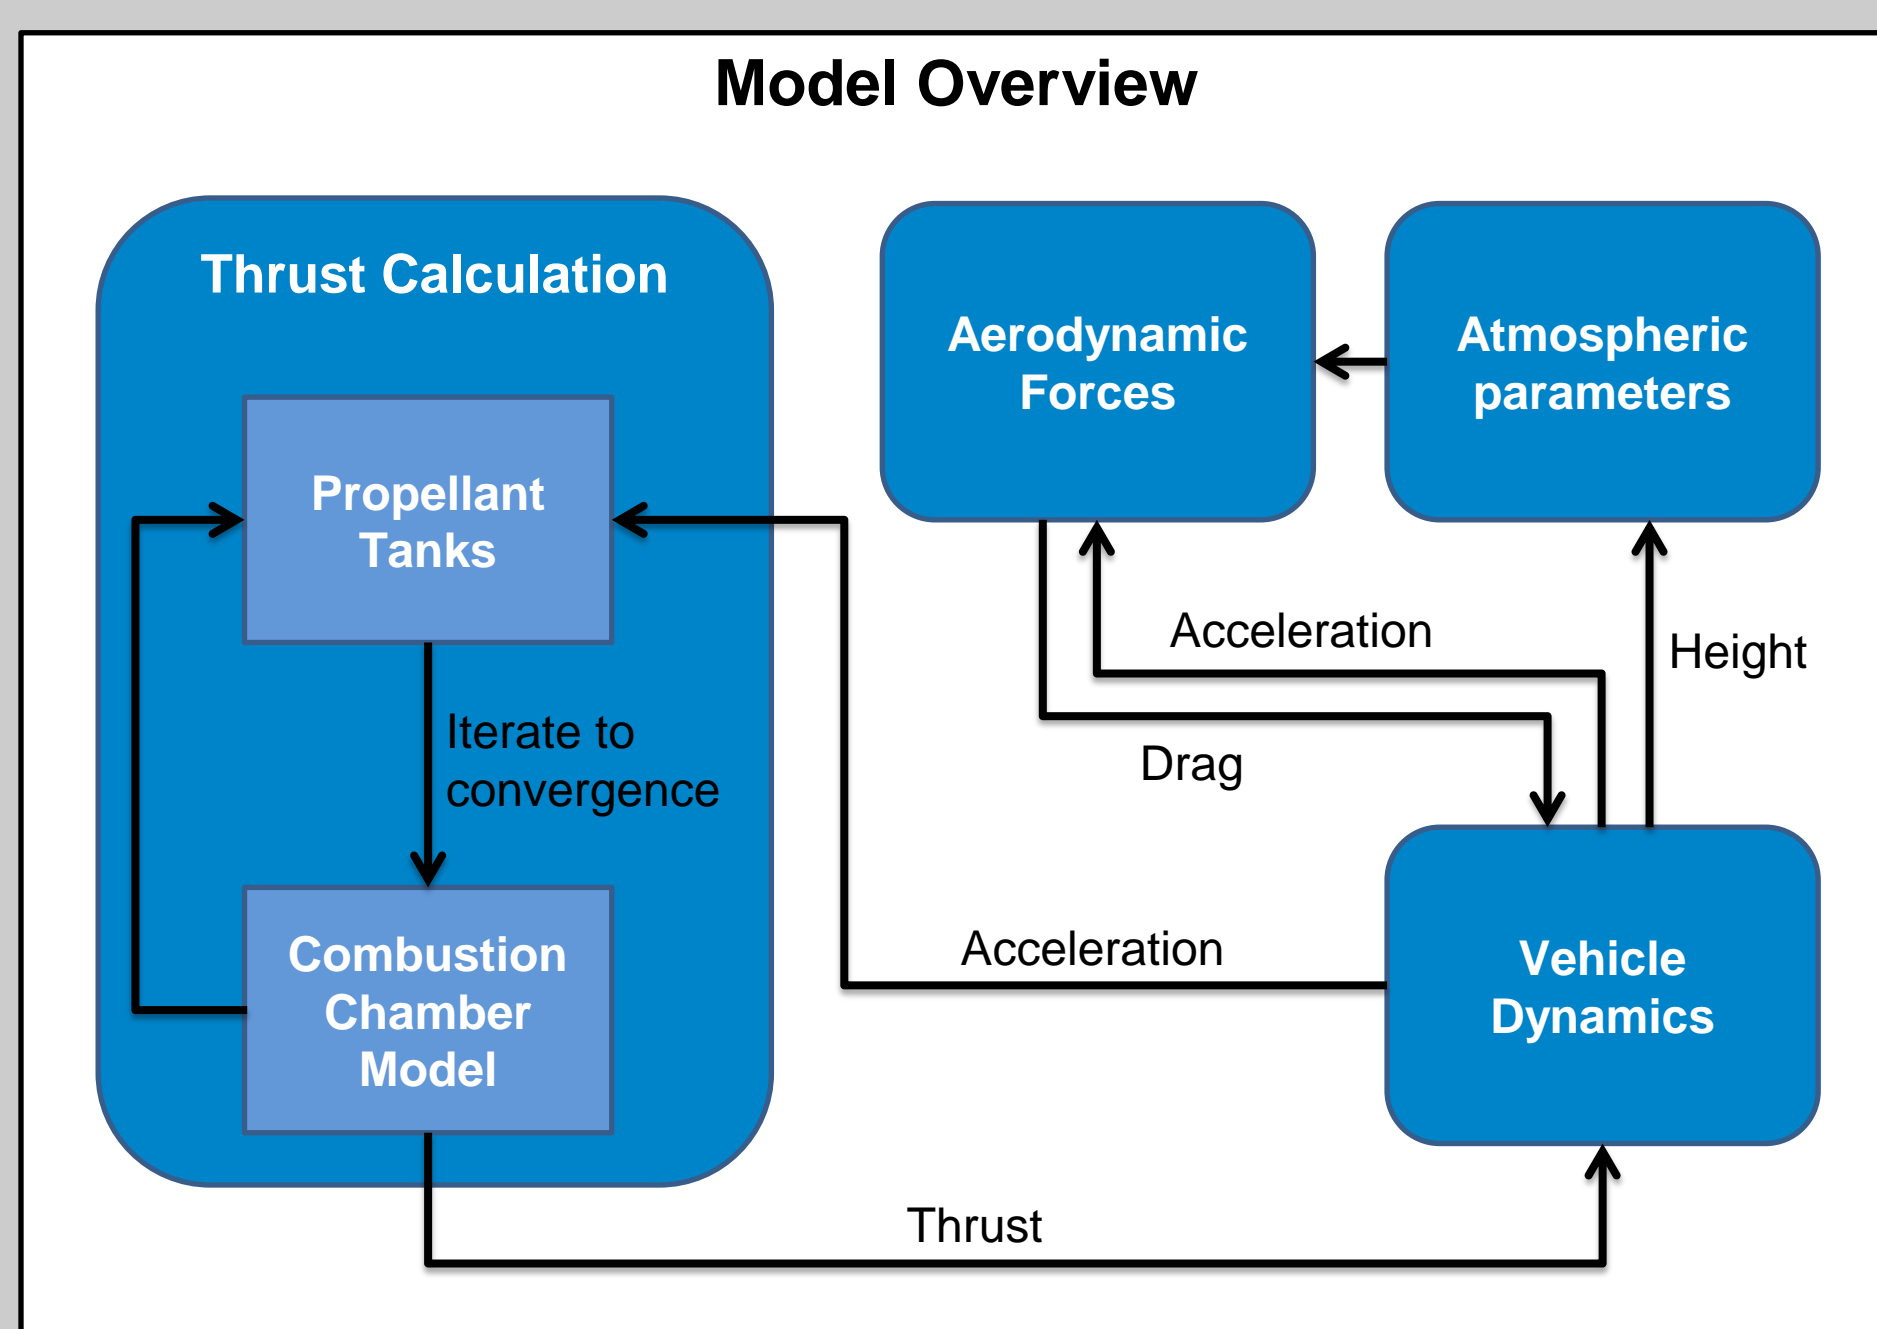 Model Overview
Thrust Calculation
Propellant
Tanks
Iterate to
convergence
Combustion
Chamber
Model
Aerodynamic
Forces
Atmospheric
parameters
Acceleration
Height
Drag
Acceleration
Vehicle
Dynamics
Thrust